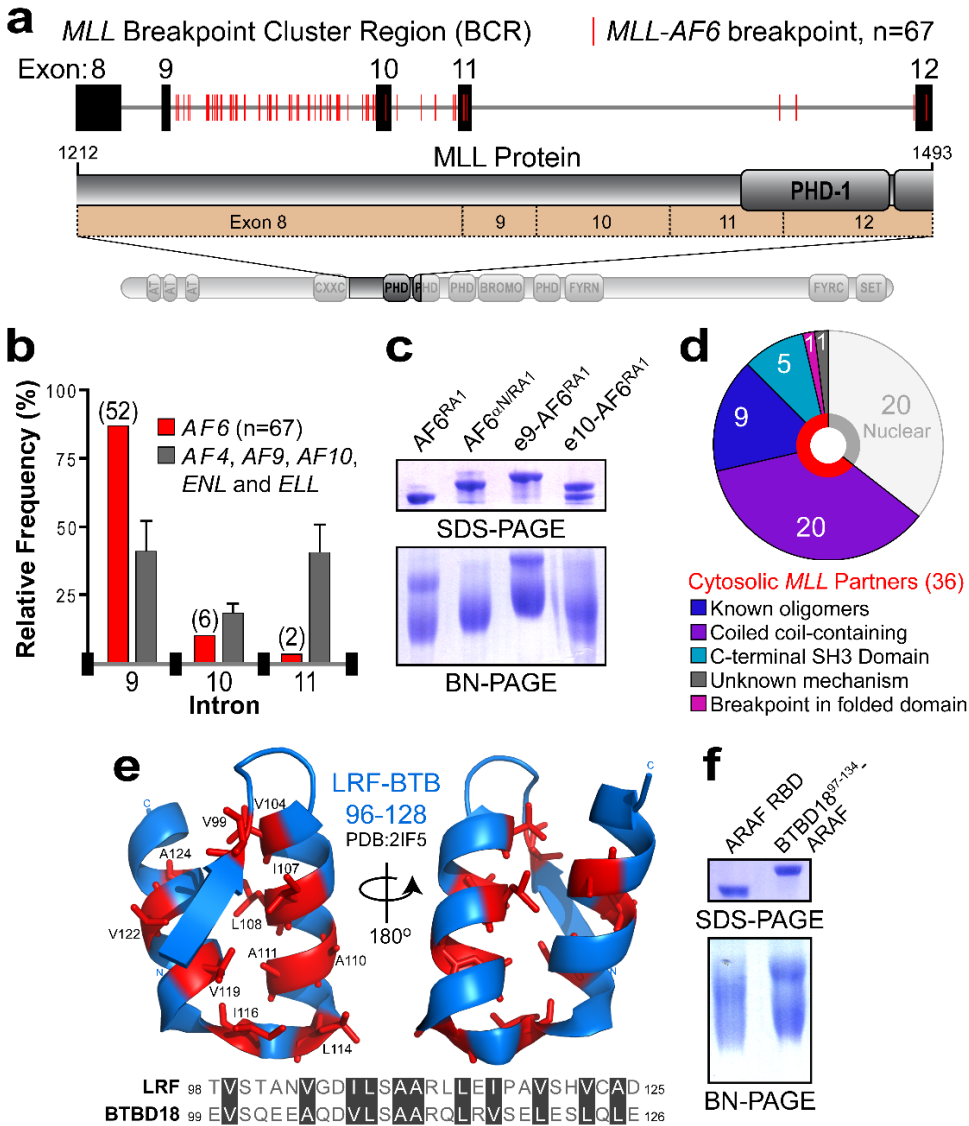 a
MLL Breakpoint Cluster Region (BCR)
MLL-AF6 breakpoint, n=67
Exon: 8 9 10 11 12
1212 MLL Protein 1493
PHD-1
Exon 8 9 10 11 12
AT AT AT CXXC PHD PHD PHD BROMO PHD FYRN FYRC SET
b
Relative Frequency (%)
100
75
50
25
(52)
(6)
(2)
AF6 (n=67)
AF4, AF9, AF10,
ENL and ELL
9 10 11
Intron
c
AF6RA1
AF6αN/RA1
e9-AF6RA1
e10-AF6RA1
SDS-PAGE
BN-PAGE
d
5
1
1
9
20
Nuclear
20
Cytosolic MLL Partners (36)
Known oligomers
Coiled coil-containing
C-terminal SH3 Domain
Unknown mechanism
Breakpoint in folded domain
e
LRF-BTB
96-128
PDB:2IF5
180º
C
V104
V99
A124
I107
L108
V122
A111
A110
N
V119
I116
L114
C
N
LRF 98 TVSTANVGDILSAARLLEIPAVSHVCAD 125
BTBD18 99 EVSQEEAQDVLSAARQLRVSELESLQLE 126
f
ARAF RBD
BTBD1897-134-
ARAF
SDS-PAGE
BN-PAGE